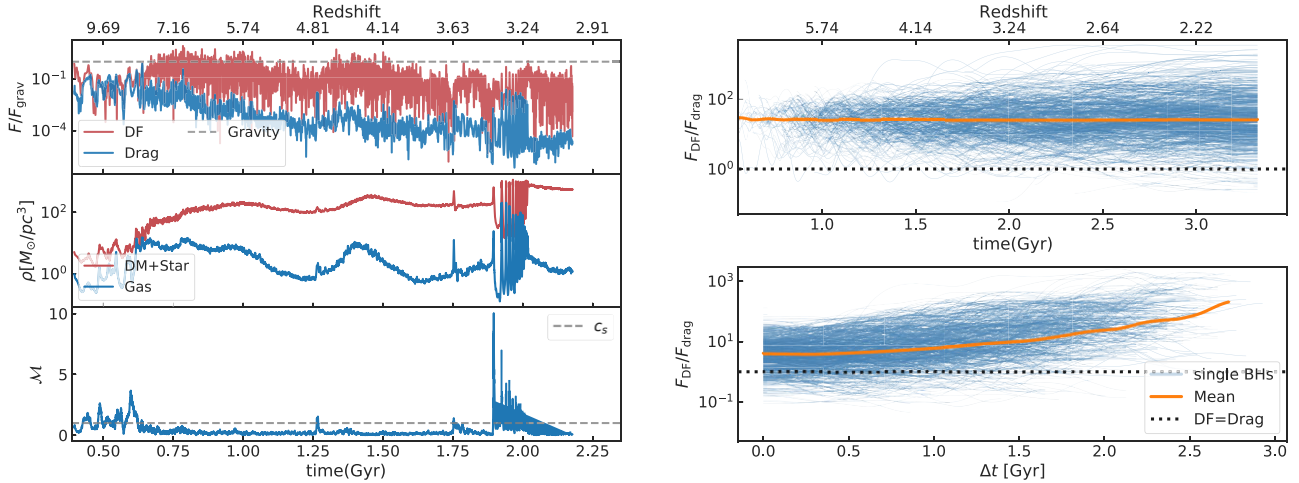 Redshift
9.69 7.16 5.74 4.81 4.14 3.63 3.24 2.91
F/F_grav
10^-1
10^-4
DF
Drag
Gravity
ρ[M_⊙/pc^3]
10^2
10^0
DM+Star
Gas
ℳ
10
5
0
c_s
0.50 0.75 1.00 1.25 1.50 1.75 2.00 2.25
time(Gyr)
Redshift
5.74 4.14 3.24 2.64 2.22
F_DF/F_drag
10^2
10^0
1.0 1.5 2.0 2.5 3.0
time(Gyr)
F_DF/F_drag
10^3
10^1
10^-1
single BHs
Mean
DF=Drag
0.0 0.5 1.0 1.5 2.0 2.5 3.0
Δt [Gyr]